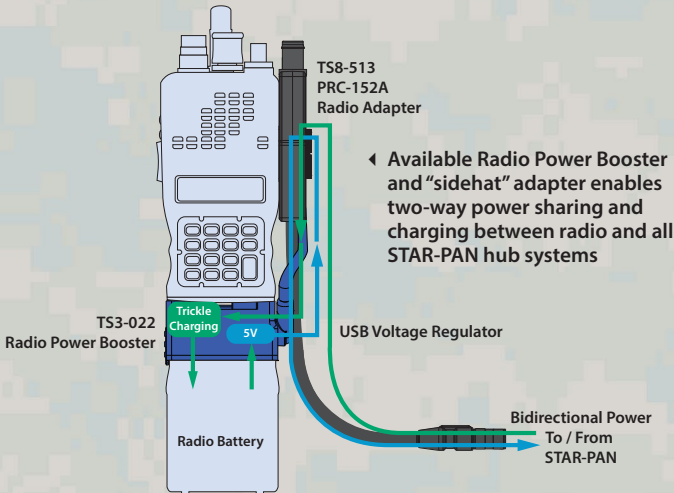 TS8-513
PRC-152A
Radio Adapter
◂ Available Radio Power Booster
and “sidehat” adapter enables
two-way power sharing and
charging between radio and all
STAR-PAN hub systems
Trickle
Charging
5V
TS3-022
Radio Power Booster
USB Voltage Regulator
Radio Battery
Bidirectional Power
To / From
STAR-PAN